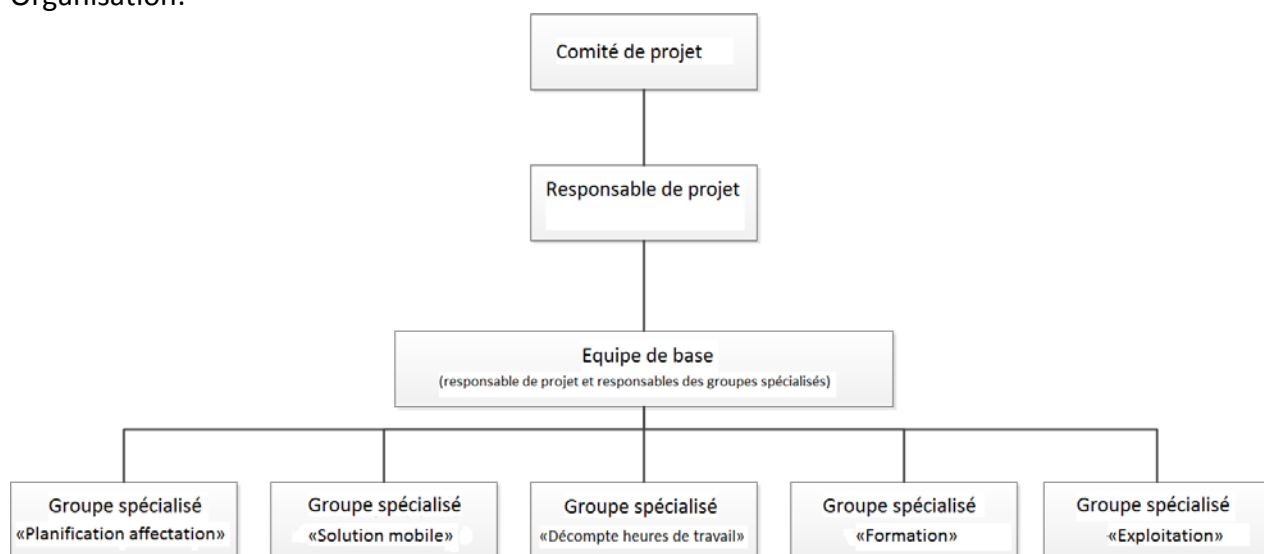 Organisation:
Comité de projet
Responsable de projet
Equipe de base
(responsable de projet et responsables des groupes spécialisés)
Groupe spécialisé
«Planification affectation»
Groupe spécialisé
«Solution mobile»
Groupe spécialisé
«Décompte heures de travail»
Groupe spécialisé
«Formation»
Groupe spécialisé
«Exploitation»